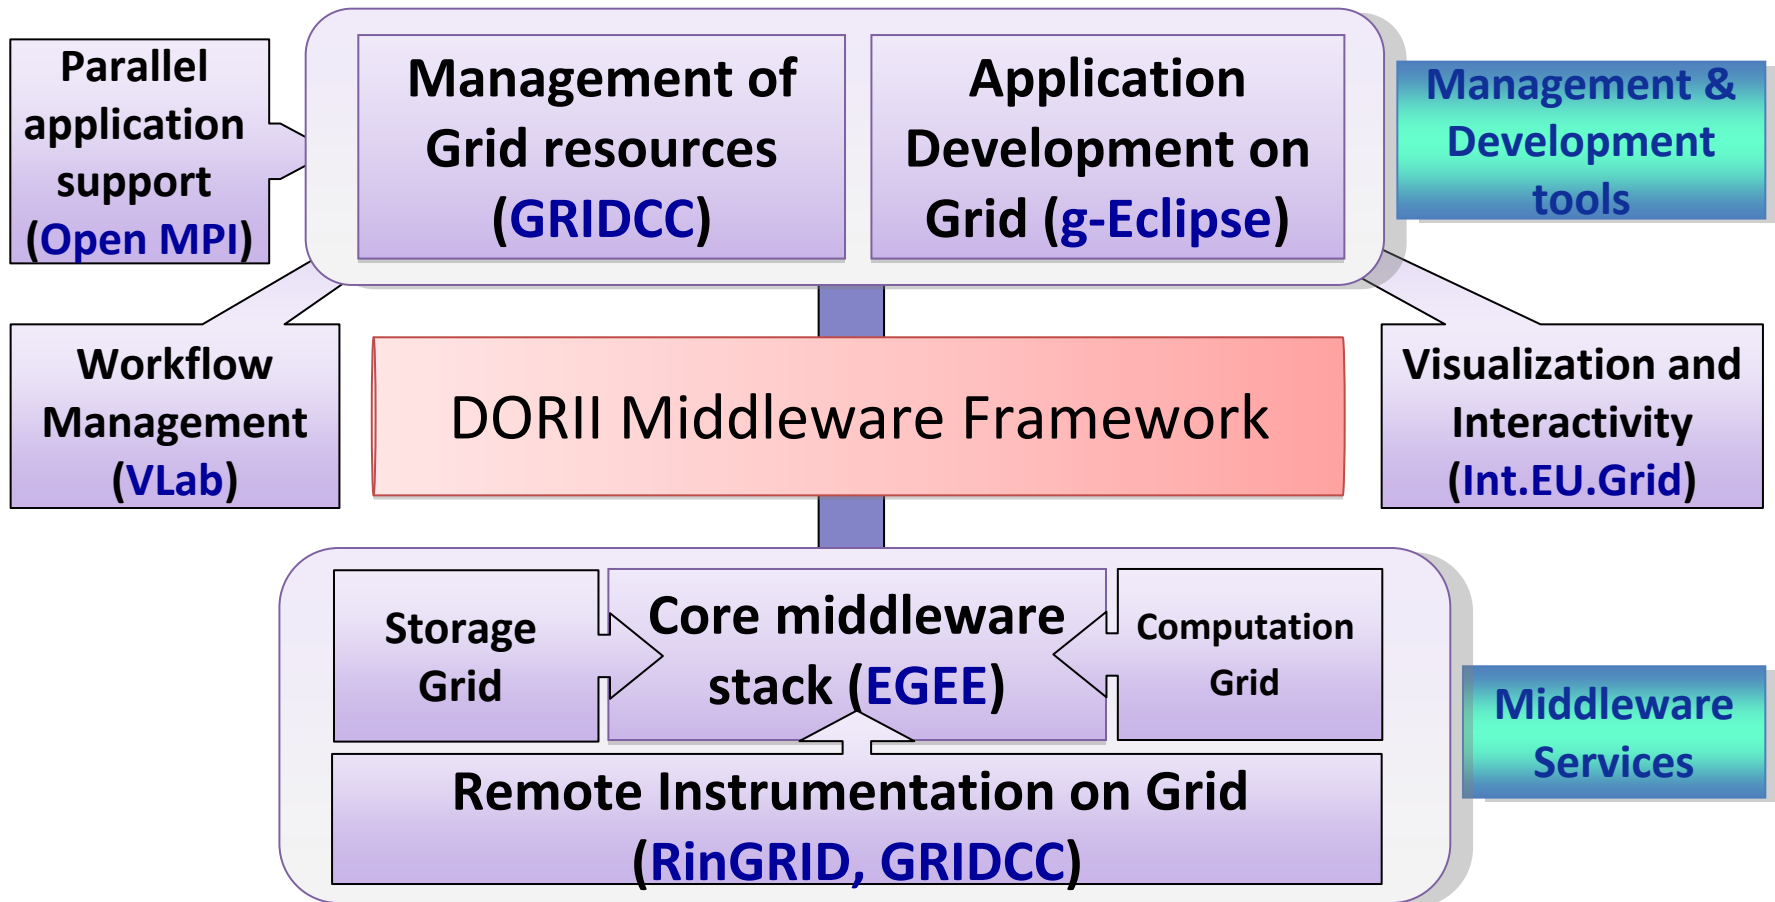 Parallel
application
support
(Open MPI)
Management of
Grid resources
(GRIDCC)
Application
Development on
Grid (g-Eclipse)
Management &
Development
tools
Workflow
Management
(VLab)
DORII Middleware Framework
Visualization and
Interactivity
(Int.EU.Grid)
Storage
Grid
Core middleware
stack (EGEE)
Computation
Grid
Middleware
Services
Remote Instrumentation on Grid
(RinGRID, GRIDCC)